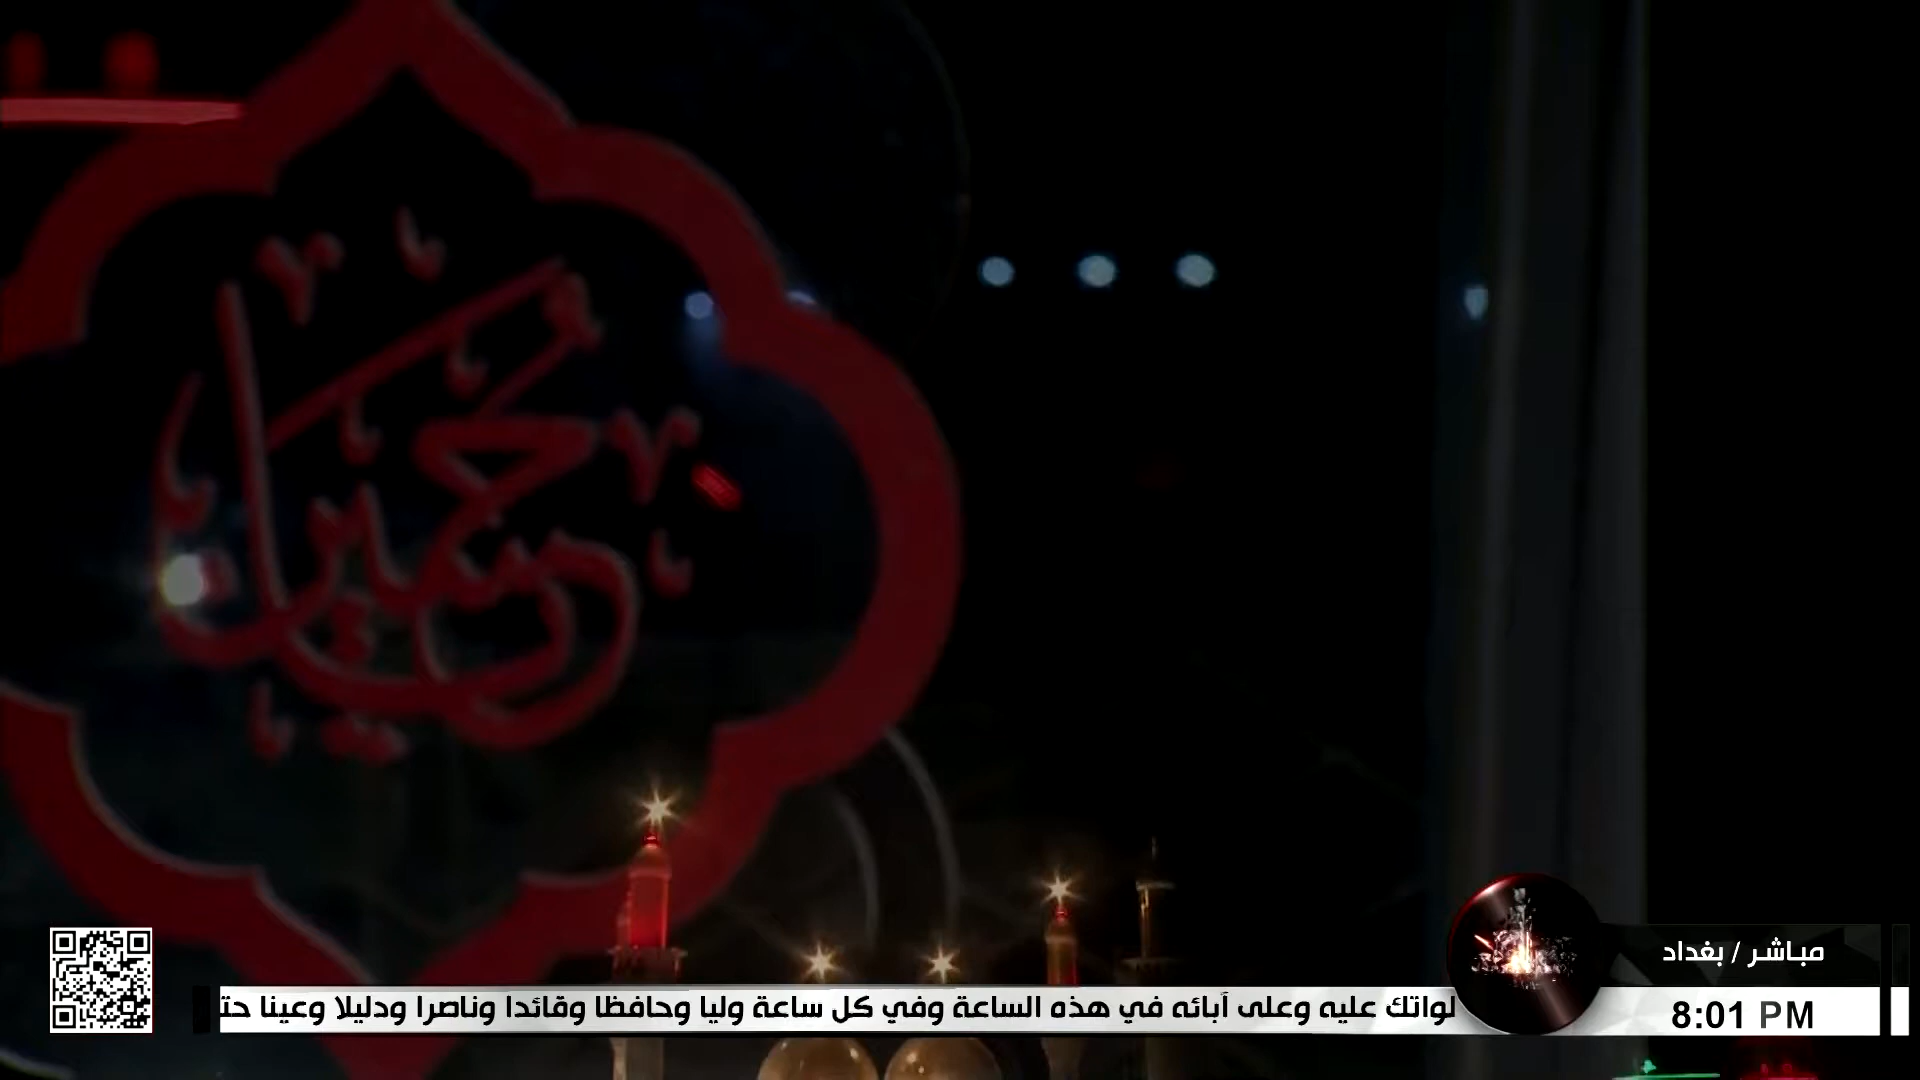 مباشر / بغداد
8:01 PM
لواتك عليه وعلى آبائه في هذه الساعة وفي كل ساعة وليا وحافظا وقائدا وناصرا ودليلا وعينا حتـ